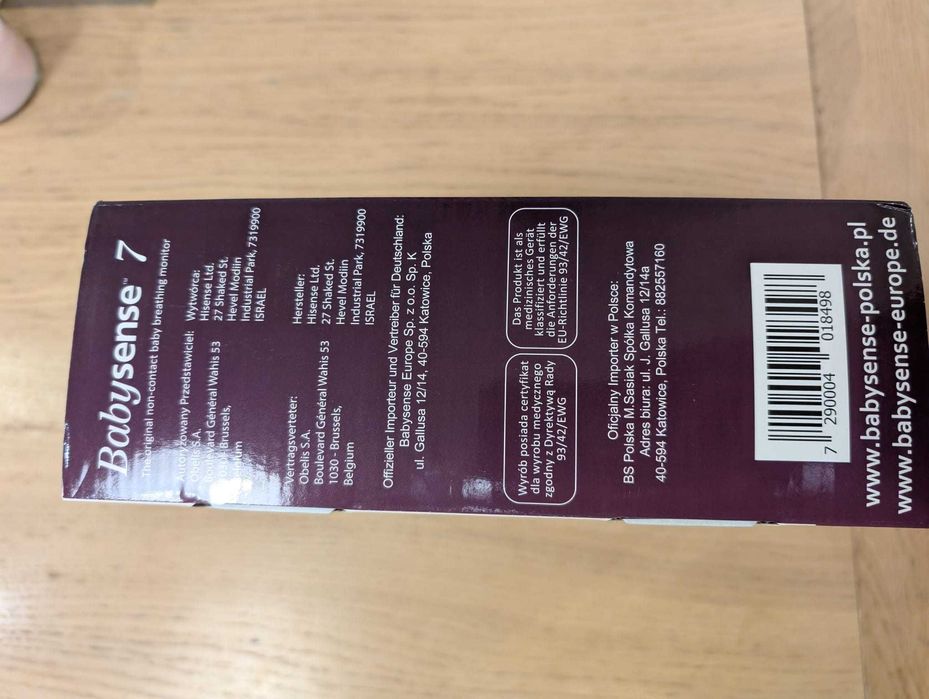 Babysense™ 7
The original non-contact baby breathing monitor
Autoryzowany Przedstawiciel:
Obelis S.A.
Boulevard Général Wahis 53
Brussels,
Wytwórca:
Hisense Ltd.
27 Shaked St.
Hevel Modiin
Industrial Park, 7319900
ISRAEL
Vertragsverteter:
Obelis S.A.
Boulevard Général Wahis 53
1030 - Brussels,
Belgium
Hersteller:
Hisense Ltd.
27 Shaked St.
Hevel Modiin
Industrial Park, 7319900
ISRAEL
Offizieller Importeur und Vertreiber für Deutschland:
Babysense Europe Sp. z o.o. Sp. K
ul. Gallusa 12/14, 40-594 Katowice, Polska
Wyrób posiada certyfikat
dla wyrobu medycznego
zgodny z Dyrektywą Rady
93/42/EWG
Das Produkt ist als
medizinisches Gerät
klassifiziert und erfüllt
die Anforderungen der
EU-Richtlinie 93/42/EWG
Oficjalny Importer w Polsce:
BS Polska M.Sasiak Spółka Komandytowa
Adres biura: ul. J. Gallusa 12/14a
40-594 Katowice, Polska Tel.: 882557160
7 290004 018498
www.babysense-polska.pl
www.babysense-europe.de